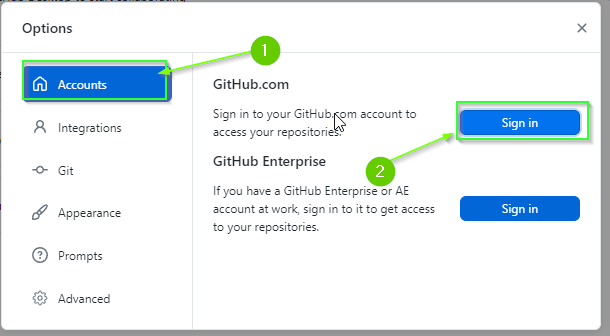 Options
Accounts
Integrations
Git
Appearance
Prompts
Advanced
1
GitHub.com
Sign in to your GitHub.com account to
access your repositories.
Sign in
2
GitHub Enterprise
If you have a GitHub Enterprise or AE
account at work, sign in to it to get access
to your repositories.
Sign in